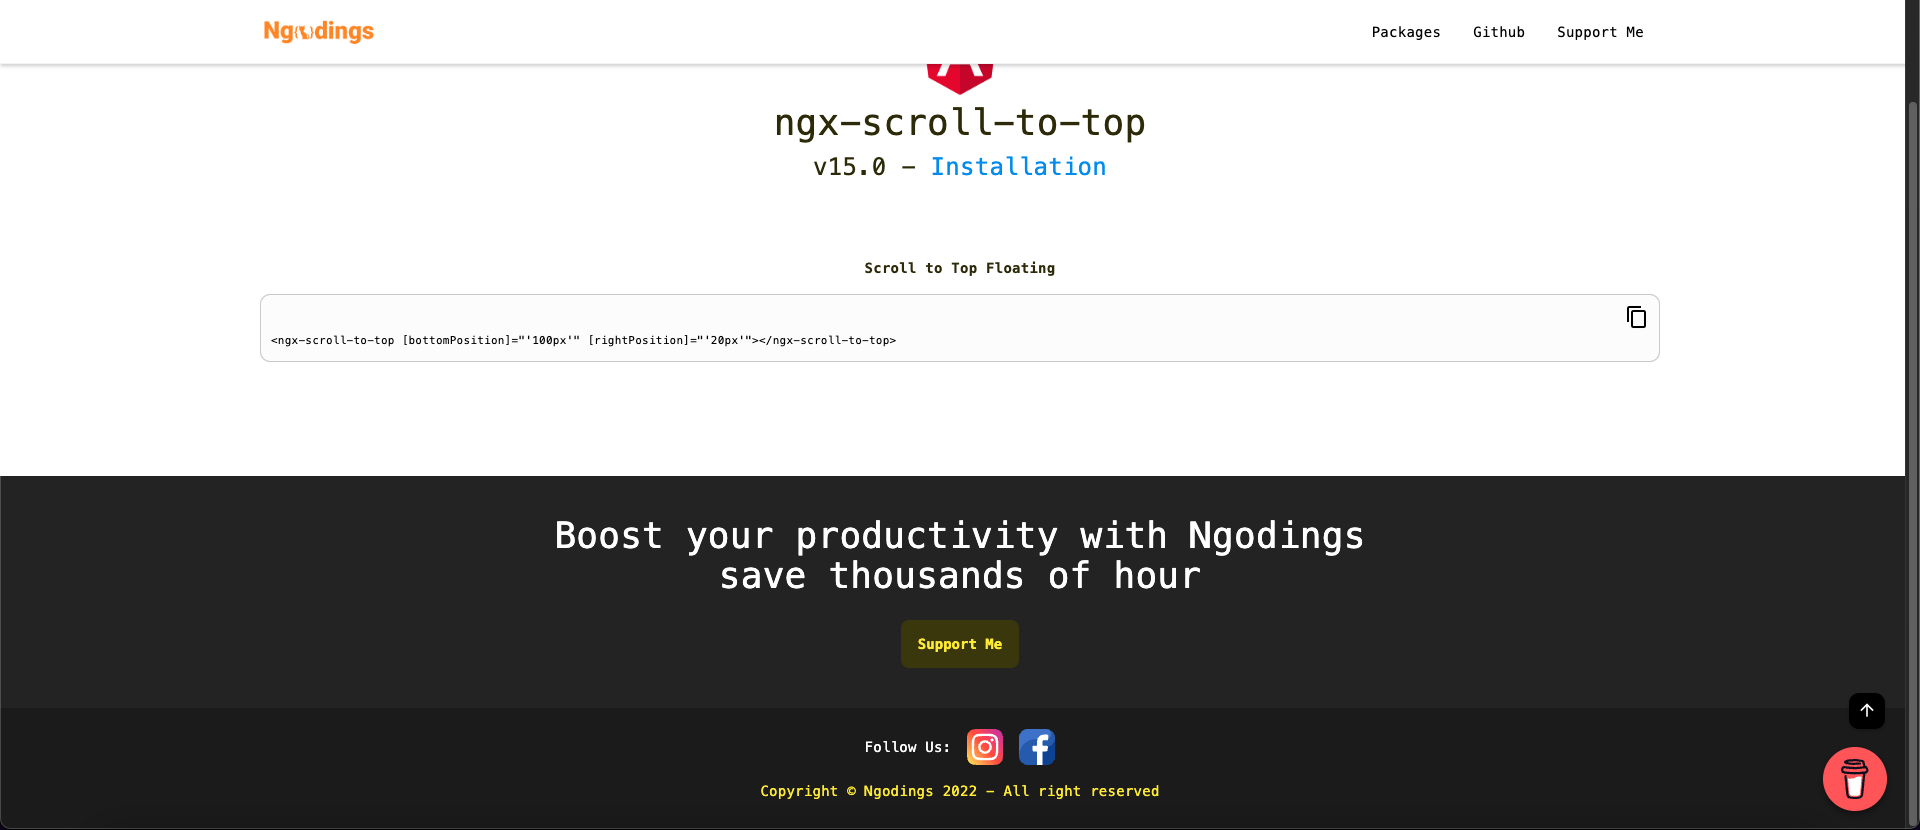 Ngodings
Packages
Github
Support Me
ngx-scroll-to-top
v15.0 - Installation
Scroll to Top Floating
<ngx-scroll-to-top [bottomPosition]="'100px'" [rightPosition]="'20px'"></ngx-scroll-to-top>
Boost your productivity with Ngodings
save thousands of hour
Support Me
Follow Us:
Copyright © Ngodings 2022 - All right reserved